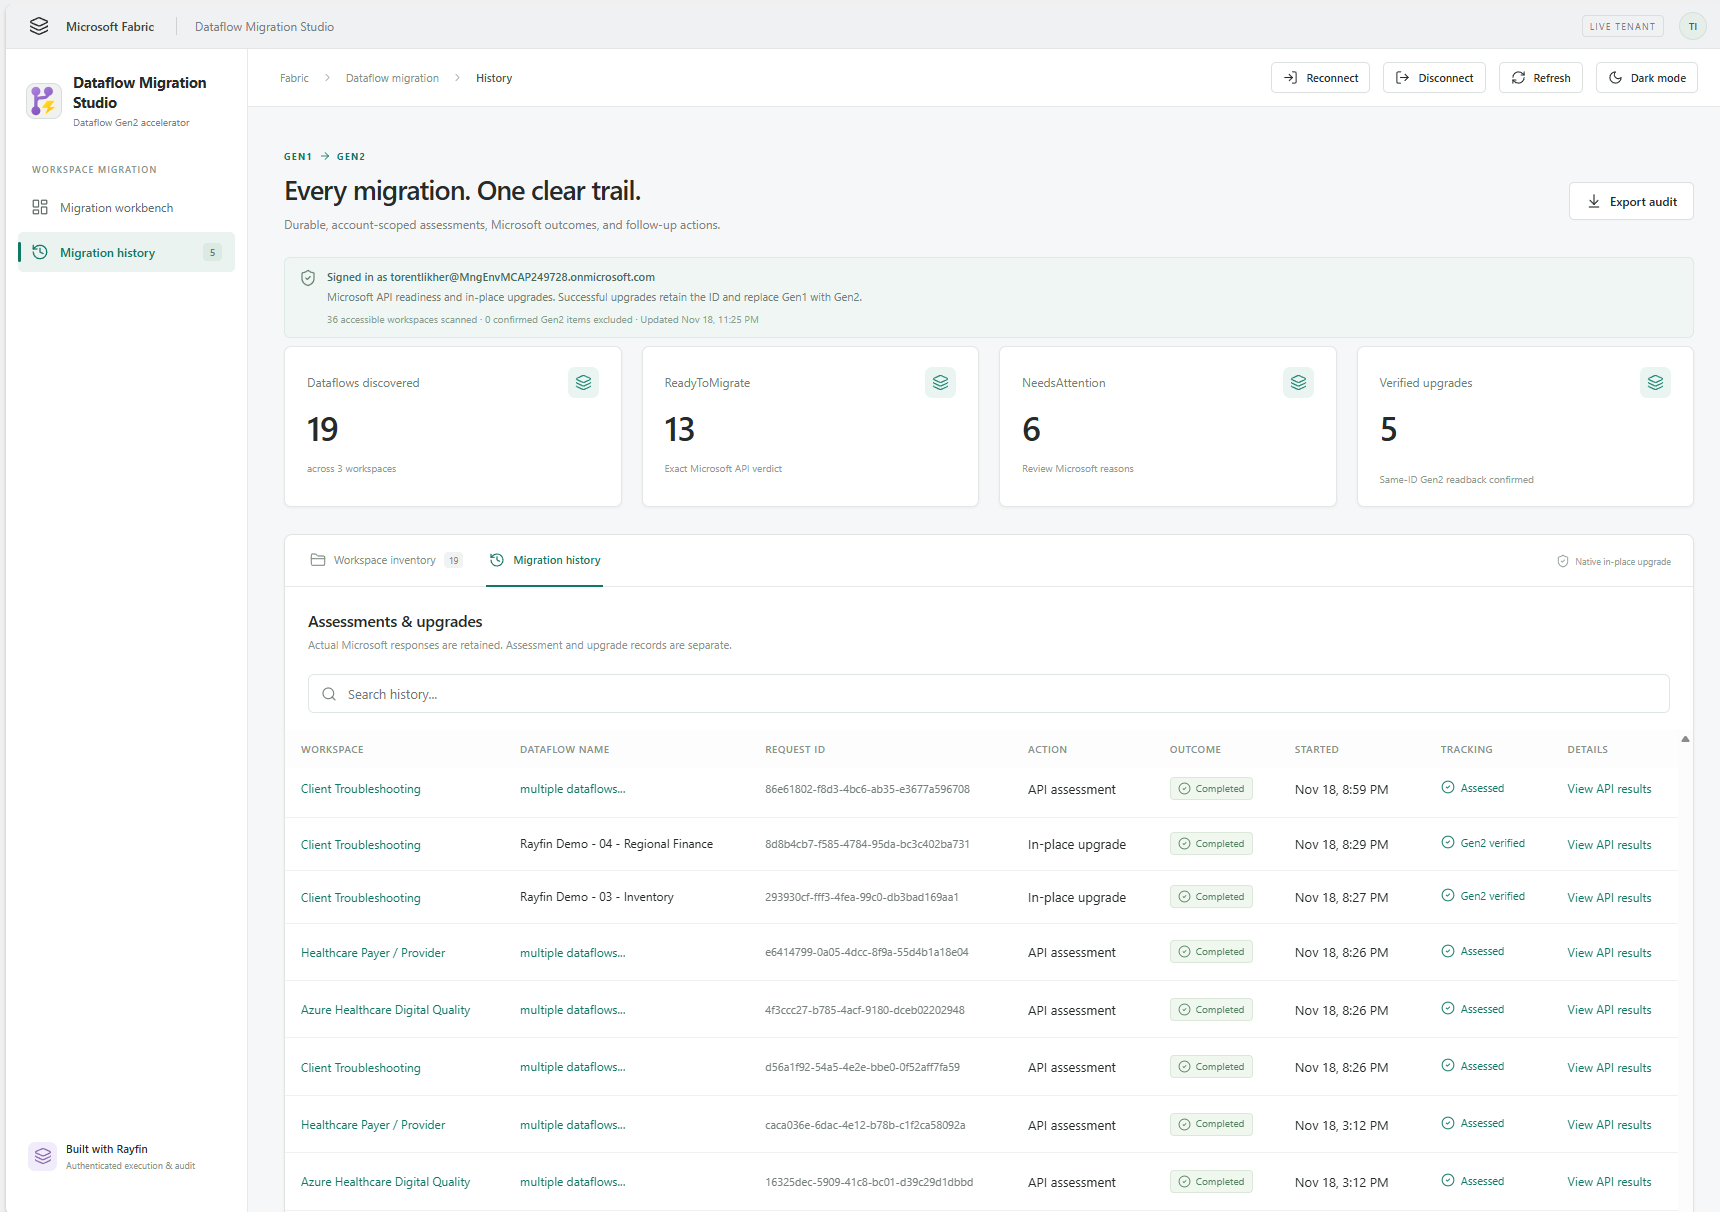 Microsoft Fabric
Dataflow Migration Studio
LIVE TENANT
TI
Dataflow Migration Studio
Dataflow Gen2 accelerator
WORKSPACE MIGRATION
Migration workbench
Migration history 5
Built with Rayfin
Authenticated execution & audit
Fabric > Dataflow migration > History
Reconnect
Disconnect
Refresh
Dark mode
GEN1 → GEN2
Every migration. One clear trail.
Durable, account-scoped assessments, Microsoft outcomes, and follow-up actions.
Export audit
Signed in as torentlikher@MngEnvMCAP249728.onmicrosoft.com
Microsoft API readiness and in-place upgrades. Successful upgrades retain the ID and replace Gen1 with Gen2.
36 accessible workspaces scanned · 0 confirmed Gen2 items excluded · Updated Nov 18, 11:25 PM
Dataflows discovered
19
across 3 workspaces
ReadyToMigrate
13
Exact Microsoft API verdict
NeedsAttention
6
Review Microsoft reasons
Verified upgrades
5
Same-ID Gen2 readback confirmed
Workspace inventory 19
Migration history
Native in-place upgrade
Assessments & upgrades
Actual Microsoft responses are retained. Assessment and upgrade records are separate.
Search history...
WORKSPACE DATAFLOW NAME REQUEST ID ACTION OUTCOME STARTED TRACKING DETAILS
Client Troubleshooting multiple dataflows... 86e61802-f8d3-4bc6-ab35-e3677a596708 API assessment Completed Nov 18, 8:59 PM Assessed View API results
Client Troubleshooting Rayfin Demo - 04 - Regional Finance 8d8b4cb7-f585-4784-95da-bc3c402ba731 In-place upgrade Completed Nov 18, 8:29 PM Gen2 verified View API results
Client Troubleshooting Rayfin Demo - 03 - Inventory 293930cf-fff3-4fea-99c0-db3bad169aa1 In-place upgrade Completed Nov 18, 8:27 PM Gen2 verified View API results
Healthcare Payer / Provider multiple dataflows... e6414799-0a05-4dcc-8f9a-55d4b1a18e04 API assessment Completed Nov 18, 8:26 PM Assessed View API results
Azure Healthcare Digital Quality multiple dataflows... 4f3ccc27-b785-4acf-9180-dceb02202948 API assessment Completed Nov 18, 8:26 PM Assessed View API results
Client Troubleshooting multiple dataflows... d56a1f92-54a5-4e2e-bbe0-0f52aff7fa59 API assessment Completed Nov 18, 8:26 PM Assessed View API results
Healthcare Payer / Provider multiple dataflows... caca036e-6dac-4e12-b78b-c1f2ca58092a API assessment Completed Nov 18, 3:12 PM Assessed View API results
Azure Healthcare Digital Quality multiple dataflows... 16325dec-5909-41c8-bc01-d39c29d1dbbd API assessment Completed Nov 18, 3:12 PM Assessed View API results